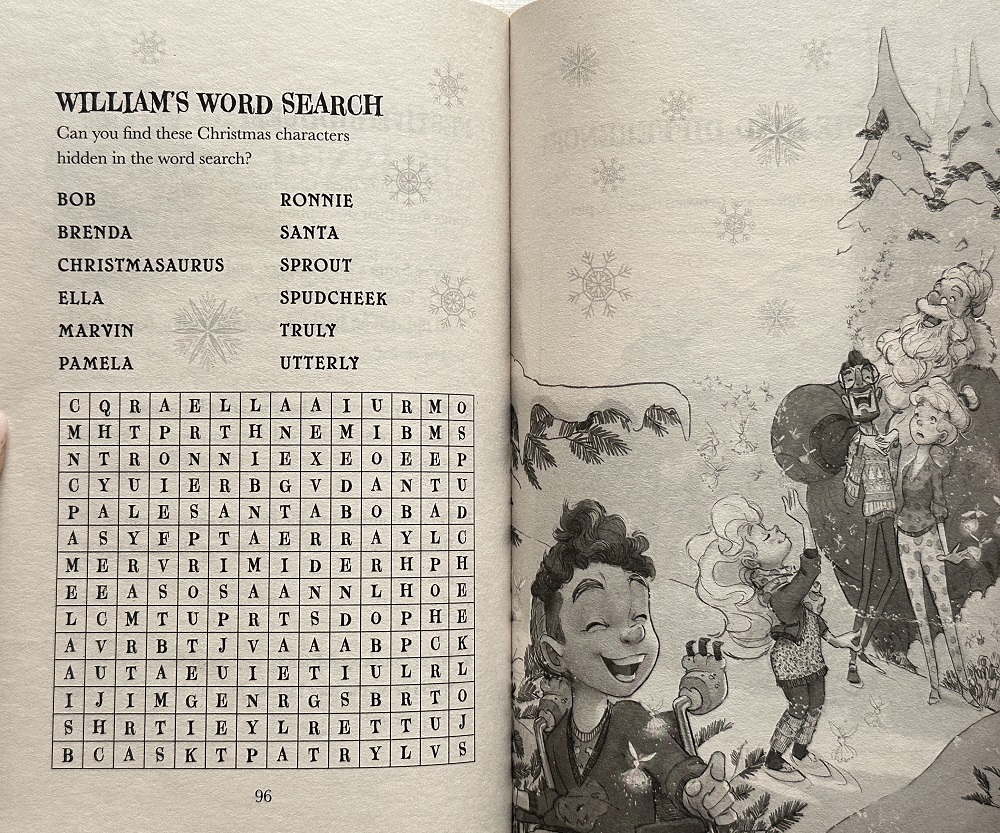 WILLIAM'S WORD SEARCH
Can you find these Christmas characters
hidden in the word search?
BOB
BRENDA
CHRISTMASAURUS
ELLA
MARVIN
PAMELA
RONNIE
SANTA
SPROUT
SPUDCHEEK
TRULY
UTTERLY
C Q R A E L L A A I U R M O
M H T P R T H N E M I B M S
N T R O N N I E X E O E E P
C Y U I E R B G V D A N T U
P A L E S A N T A B O B A D
A S Y F P T A E R R A Y L C
M E R V R I M I D E R H P H
E E A S O S A A N N L H O E
L C M T U P R T S D O P H E
A V R B T J V A A A B P C K
A U T A E U I E T I U L R L
I J I M G E N R G S B R T O
S H R T I E Y L R E T T U J
B C A S K T P A T R Y L V S
96